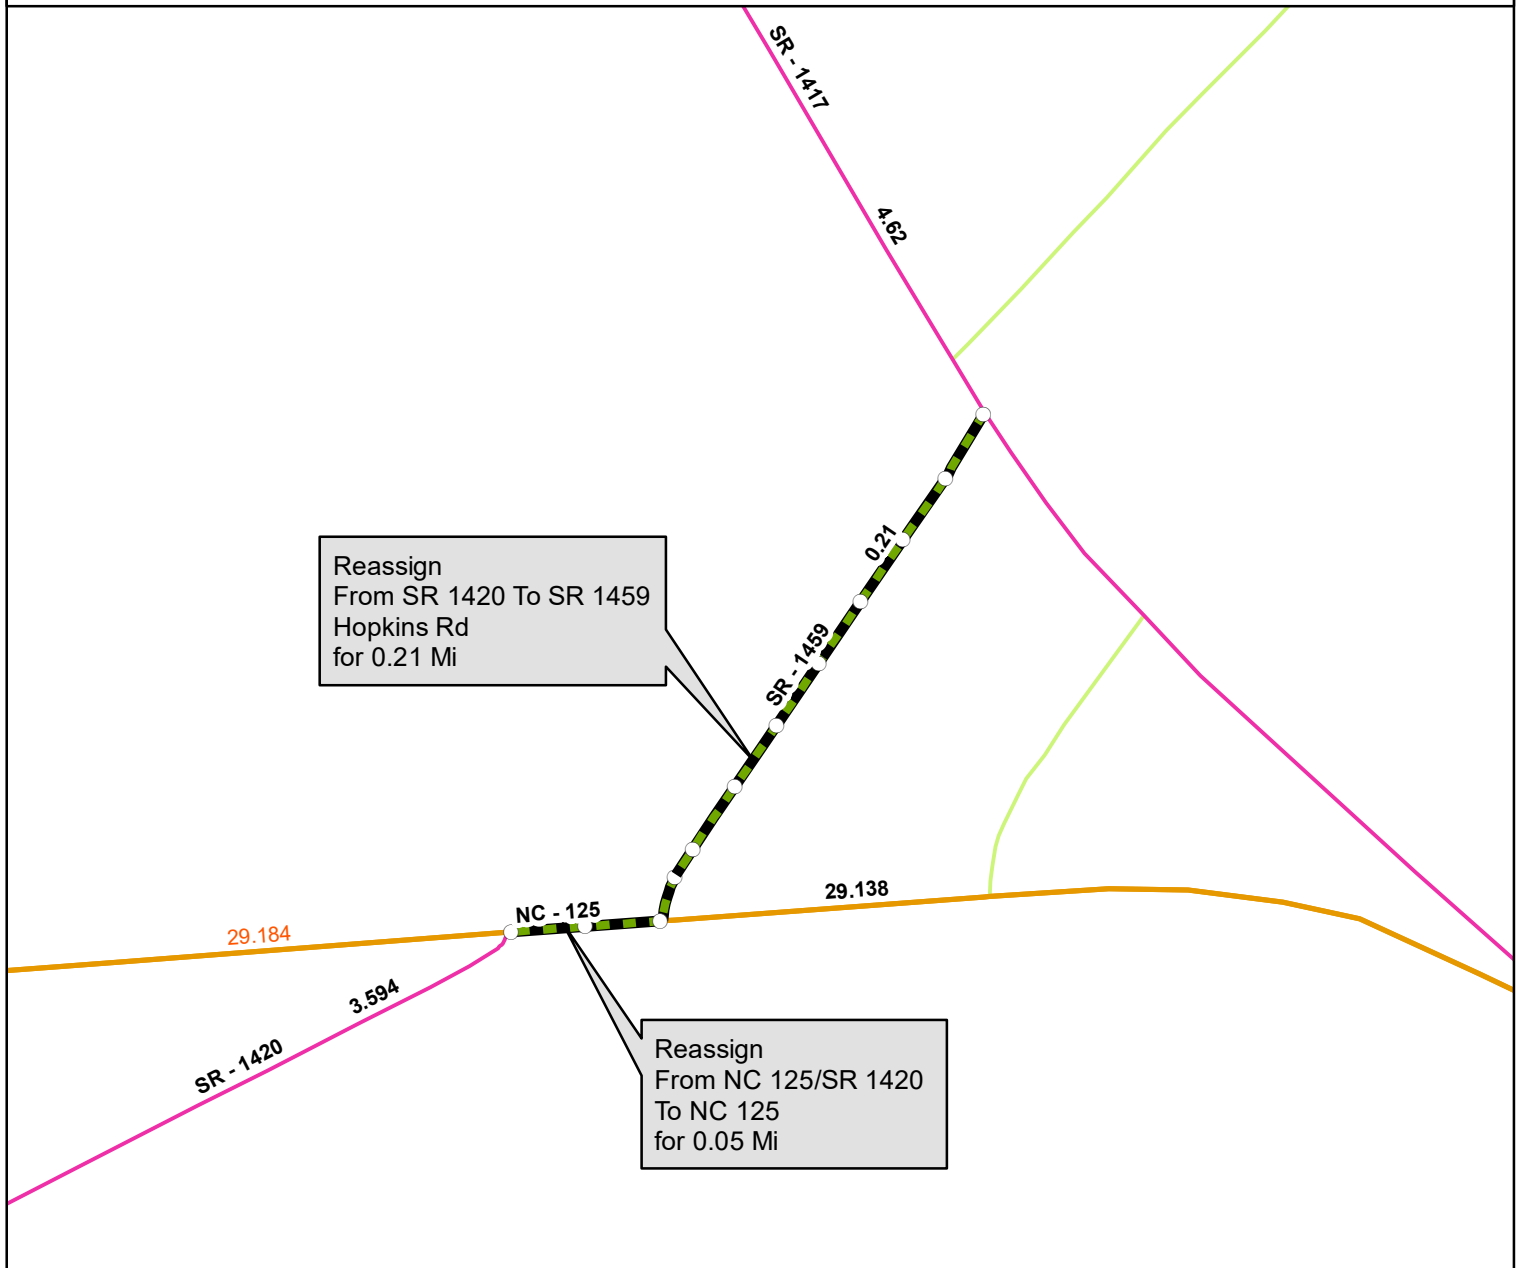 SR - 1417
4.62
0.21
Reassign
From SR 1420 To SR 1459
Hopkins Rd
for 0.21 Mi
SR - 1459
29.138
NC - 125
29.184
3.594
SR - 1420
Reassign
From NC 125/SR 1420
To NC 125
for 0.05 Mi